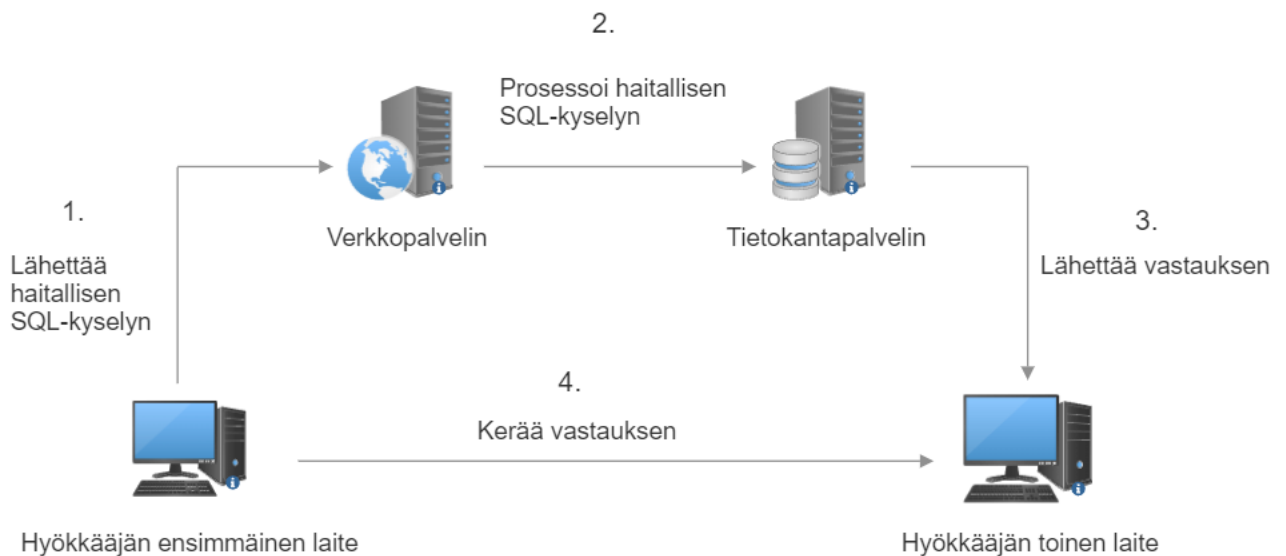 2.
Prosessoi haitallisen
SQL-kyselyn
1.
Lähettää
haitallisen
SQL-kyselyn
Verkkopalvelin
Tietokantapalvelin
3.
Lähettää vastauksen
4.
Kerää vastauksen
Hyökkääjän ensimmäinen laite
Hyökkääjän toinen laite